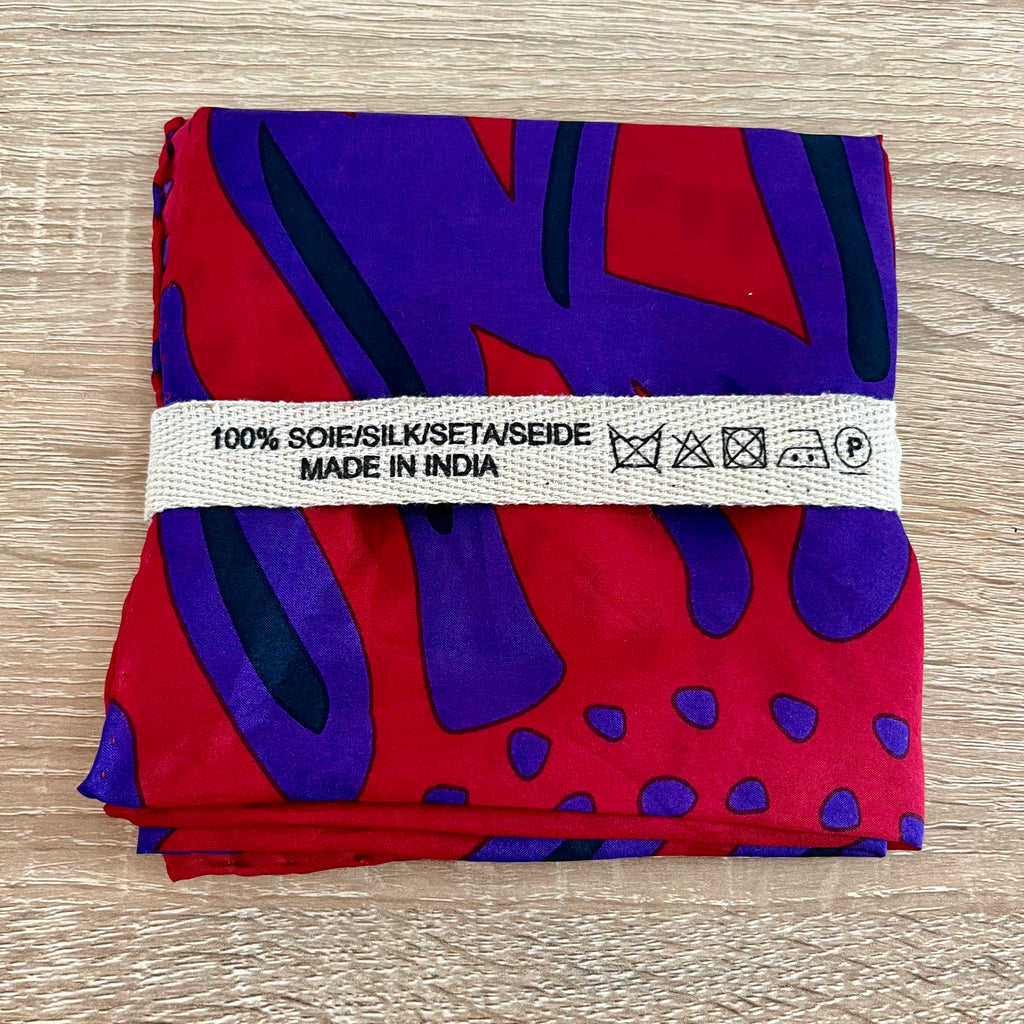 100% SOIE/SILK/SETA/SEIDE
MADE IN INDIA
P